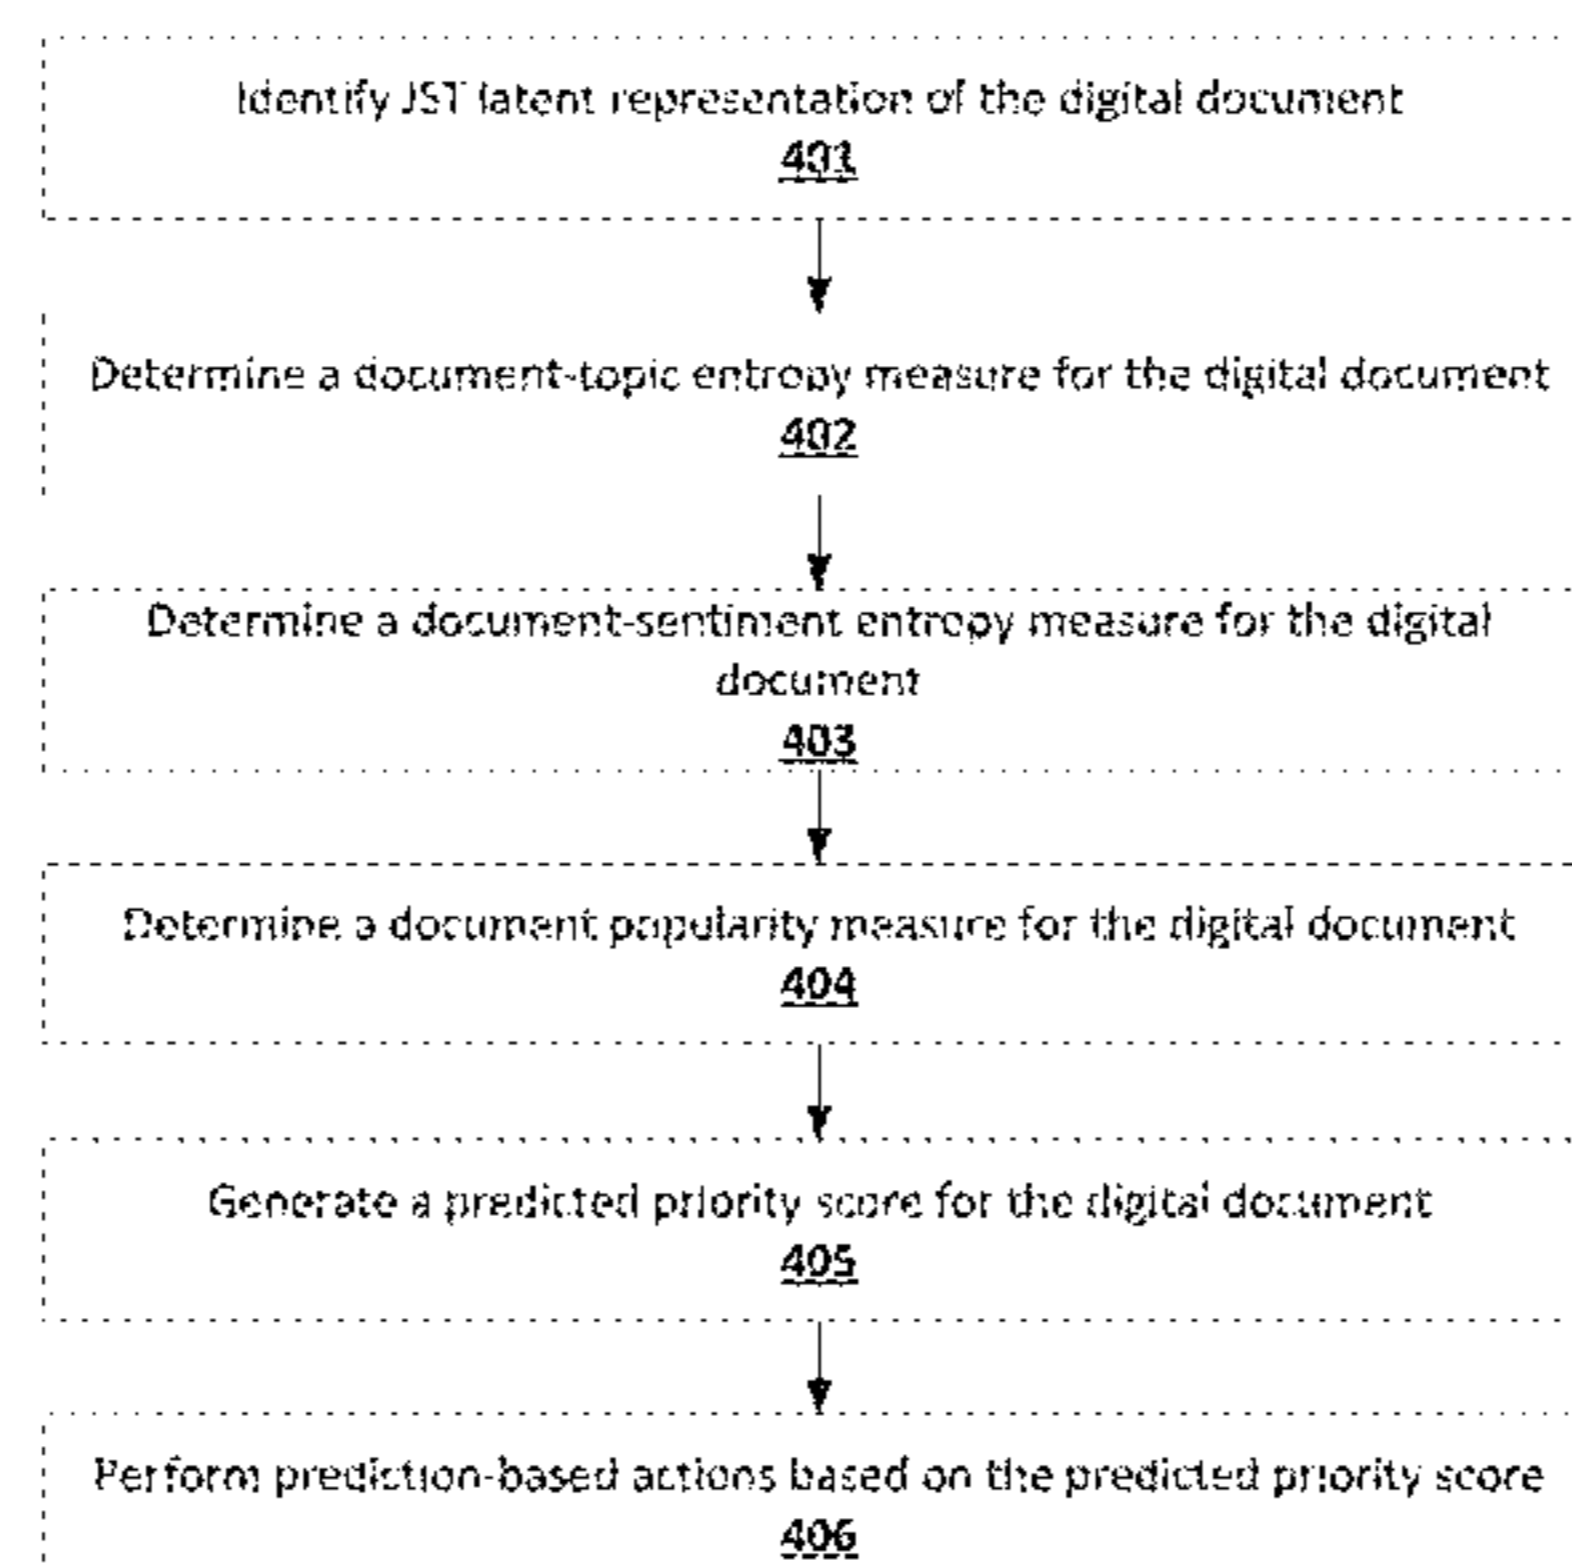 Identify JST latent representation of the digital document
401
Determine a document-topic entropy measure for the digital document
402
Determine a document-sentiment entropy measure for the digital
document
403
Determine a document popularity measure for the digital document
404
Generate a predicted priority score for the digital document
405
Perform prediction-based actions based on the predicted priority score
406